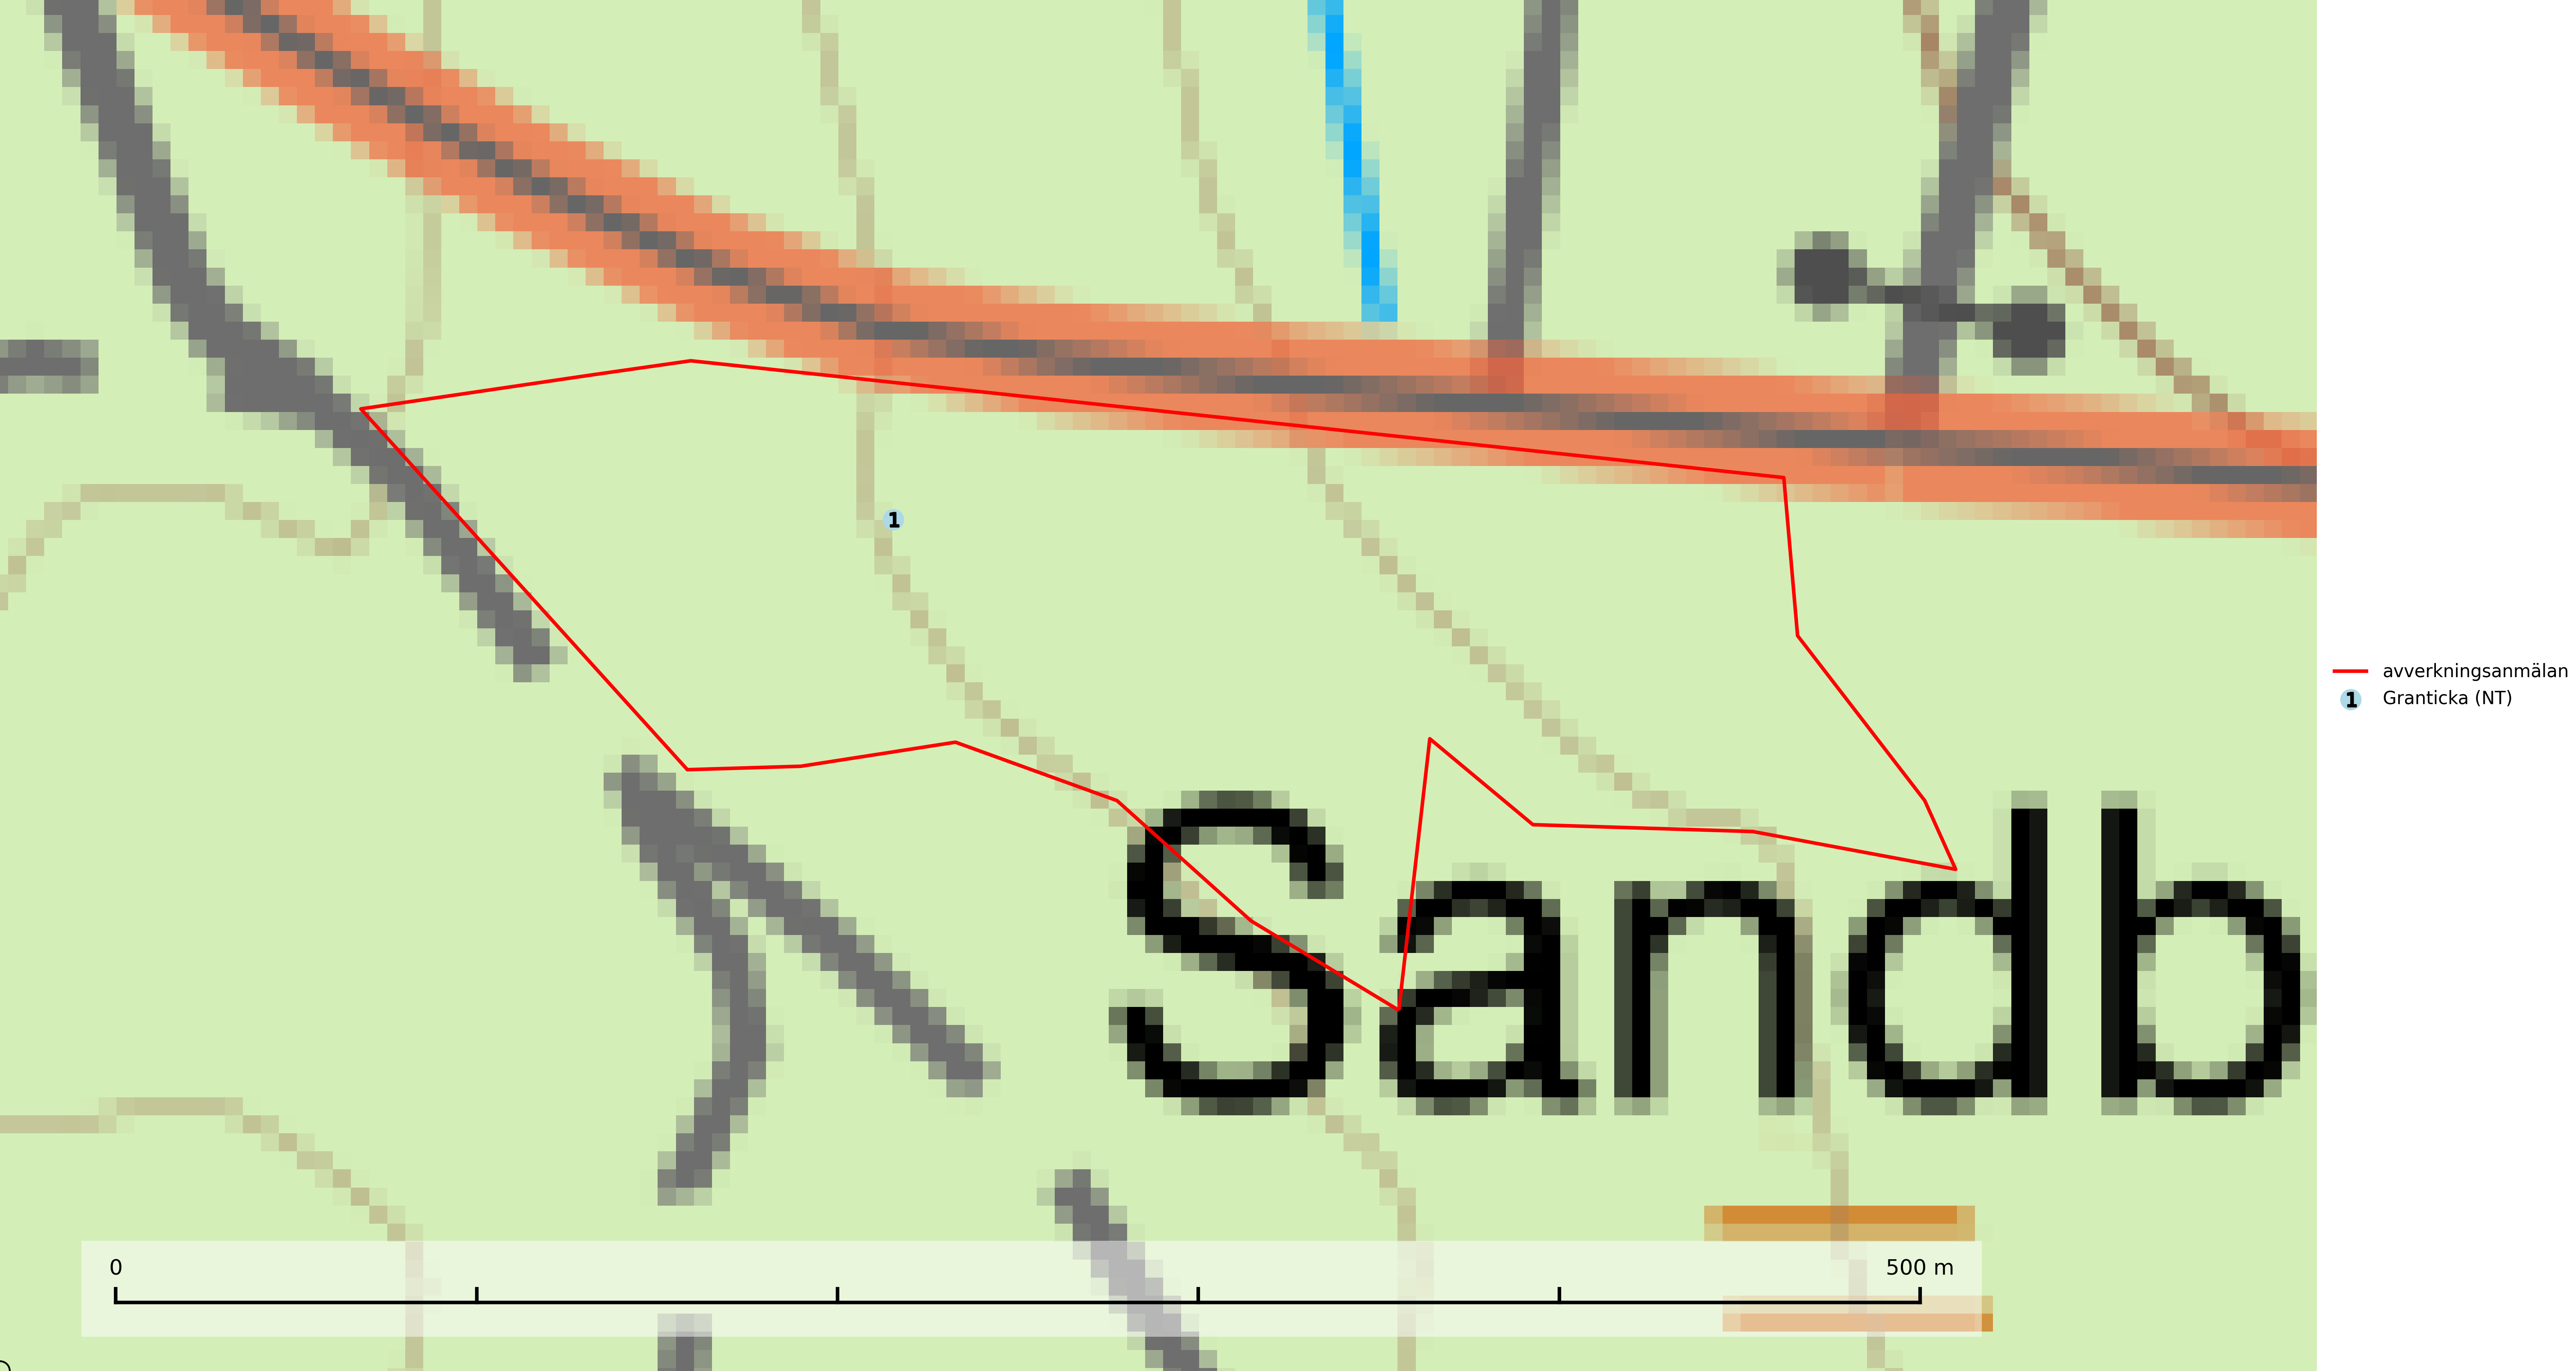 1
Sandb
avverkningsanmälan
1 Granticka (NT)
0 500 m